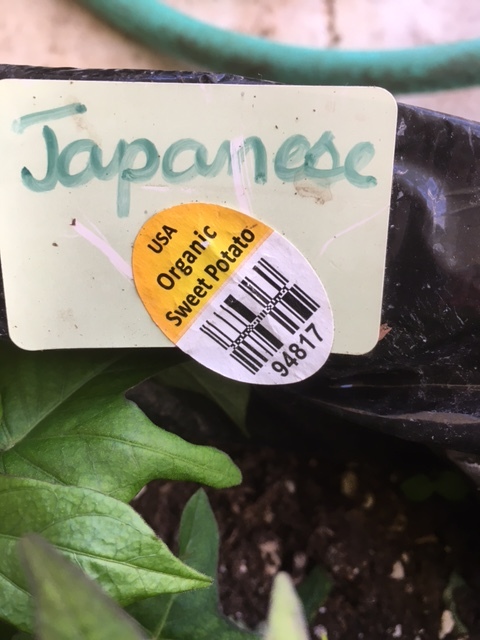 Japanese
USA
Organic
Sweet Potato
94817